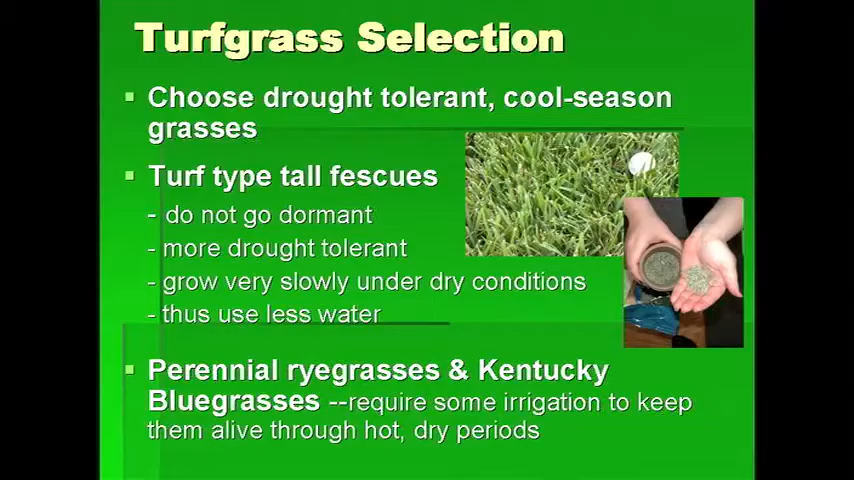 Turfgrass Selection
▪ Choose drought tolerant, cool-season
grasses
▪ Turf type tall fescues
- do not go dormant
- more drought tolerant
- grow very slowly under dry conditions
- thus use less water
▪ Perennial ryegrasses & Kentucky
Bluegrasses --require some irrigation to keep
them alive through hot, dry periods